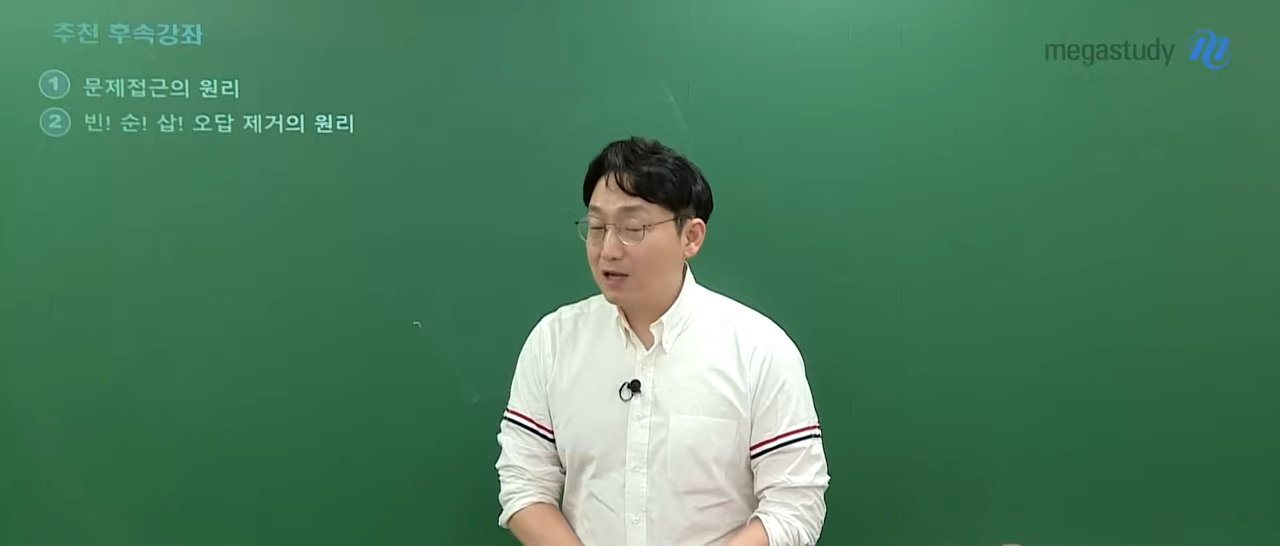 추천 후속강좌
megastudy
1 문제접근의 원리
2 빈! 순! 삽! 오답 제거의 원리